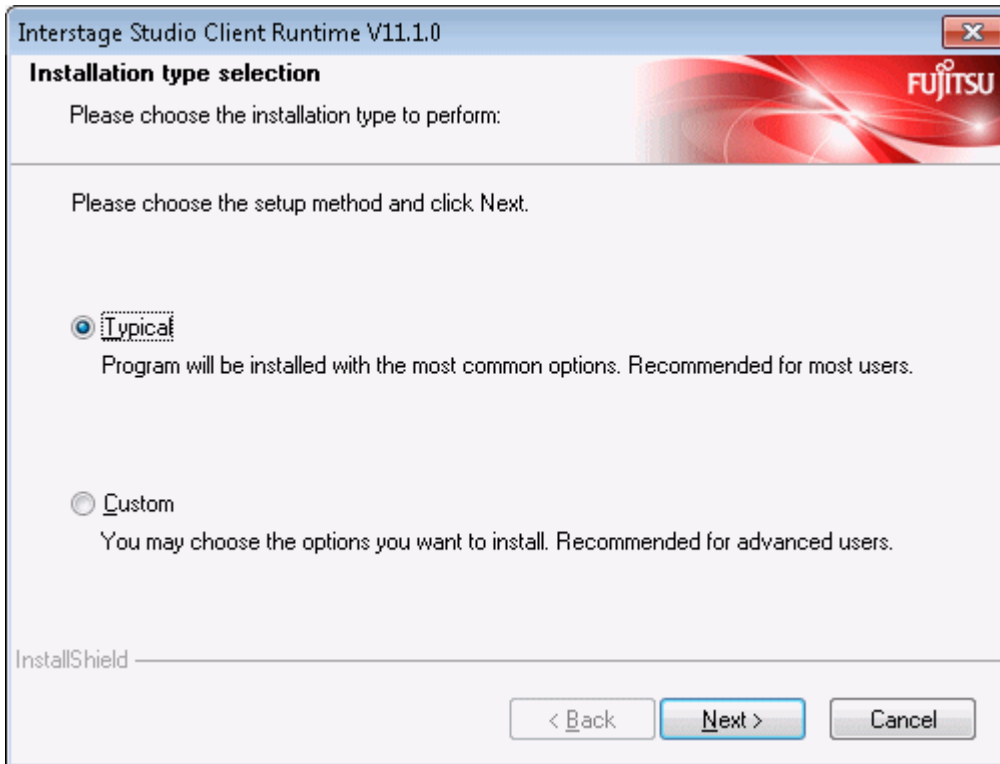 Interstage Studio Client Runtime V11.1.0
Installation type selection
Please choose the installation type to perform:
FUJITSU
Please choose the setup method and click Next.
Typical
Program will be installed with the most common options. Recommended for most users.
Custom
You may choose the options you want to install. Recommended for advanced users.
InstallShield
< Back
Next >
Cancel